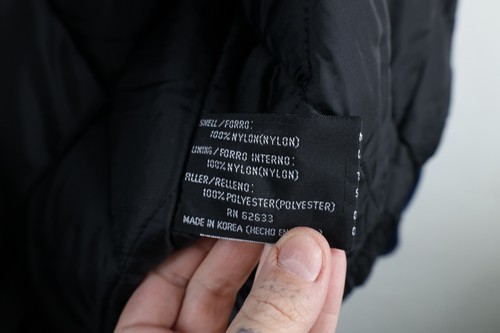 SHELL/FORRO:
100% NYLON(NYLON)
LINING/FORRO INTERNO:
100% NYLON(NYLON)
FILLER/RELLENO:
100% POLYESTER(POLYESTER)
RN 62633
MADE IN KOREA (HECHO EN